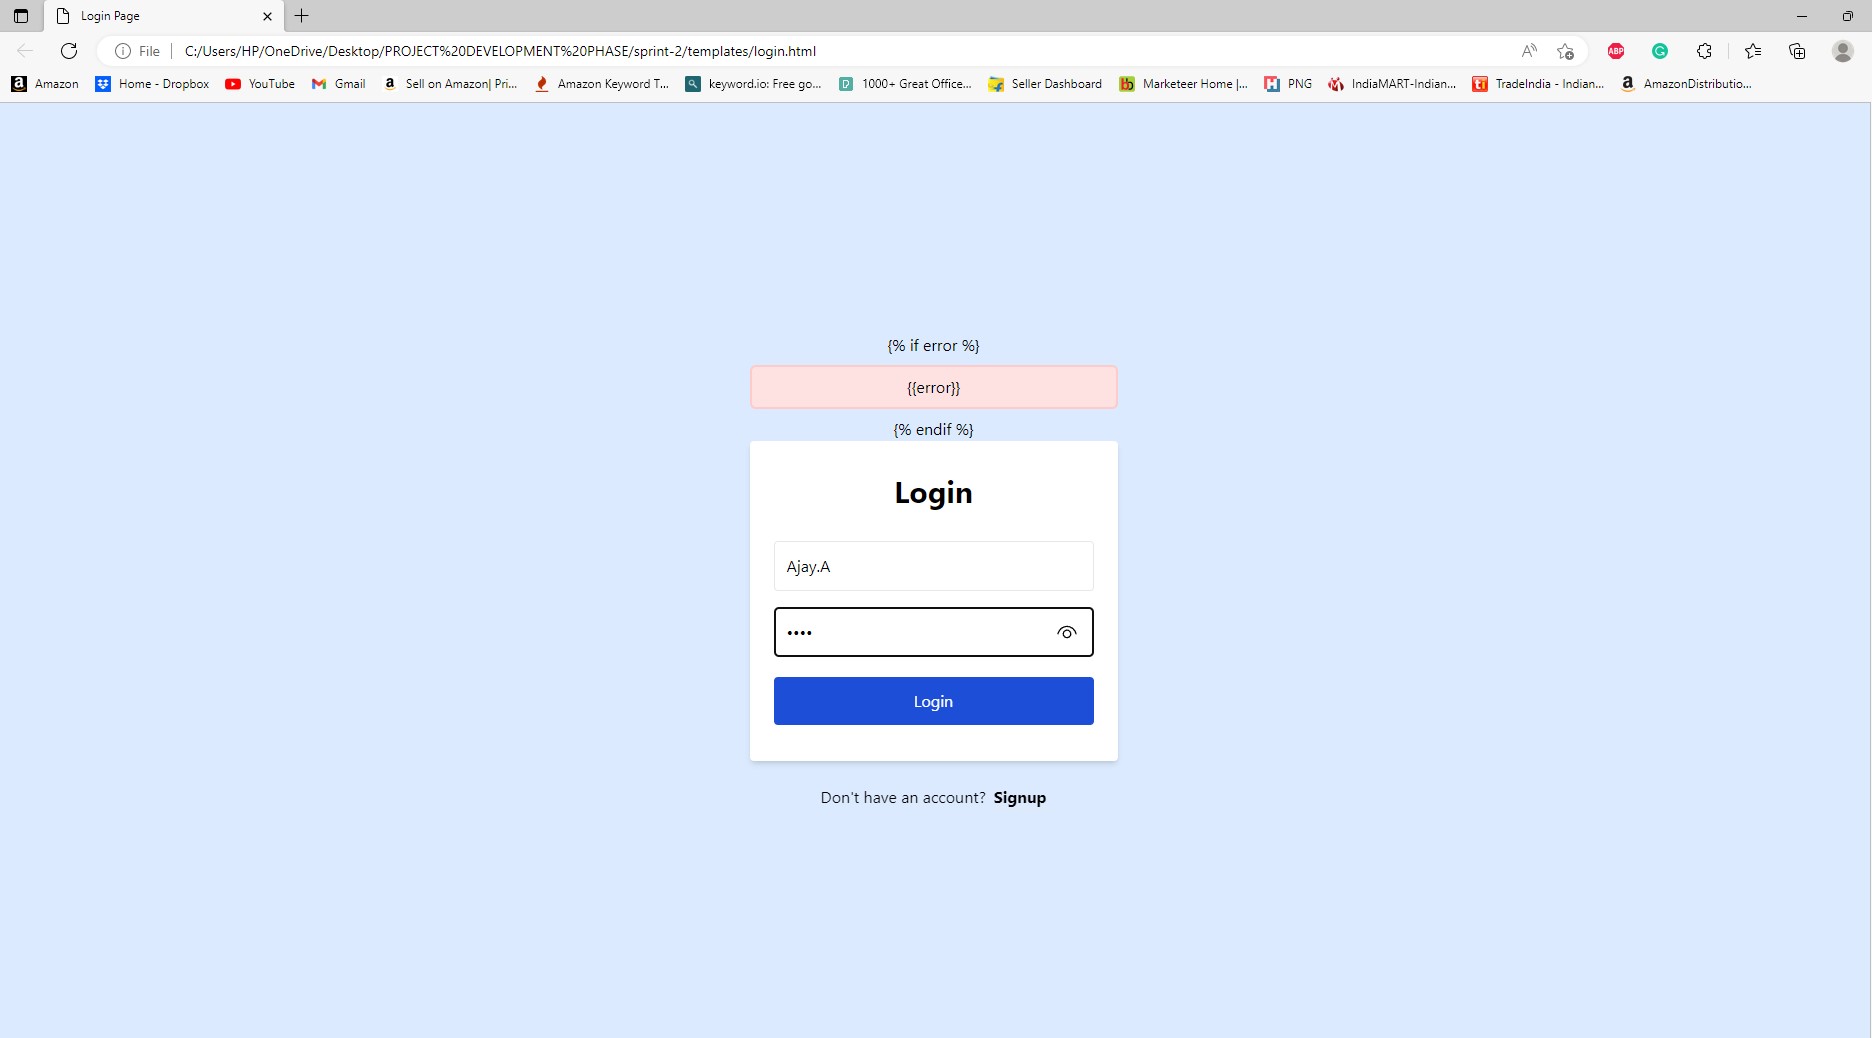 Login Page
File C:/Users/HP/OneDrive/Desktop/PROJECT%20DEVELOPMENT%20PHASE/sprint-2/templates/login.html A ABP G
a Amazon Home - Dropbox YouTube Gmail a Sell on Amazon| Pri... Amazon Keyword T... keyword.io: Free go... D 1000+ Great Office... Seller Dashboard b Marketeer Home |... H PNG IndiaMART-Indian... ti TradeIndia - Indian... a AmazonDistributio...
{% if error %}
{{error}}
{% endif %}
Login
Ajay.A
••••
Login
Don't have an account? Signup